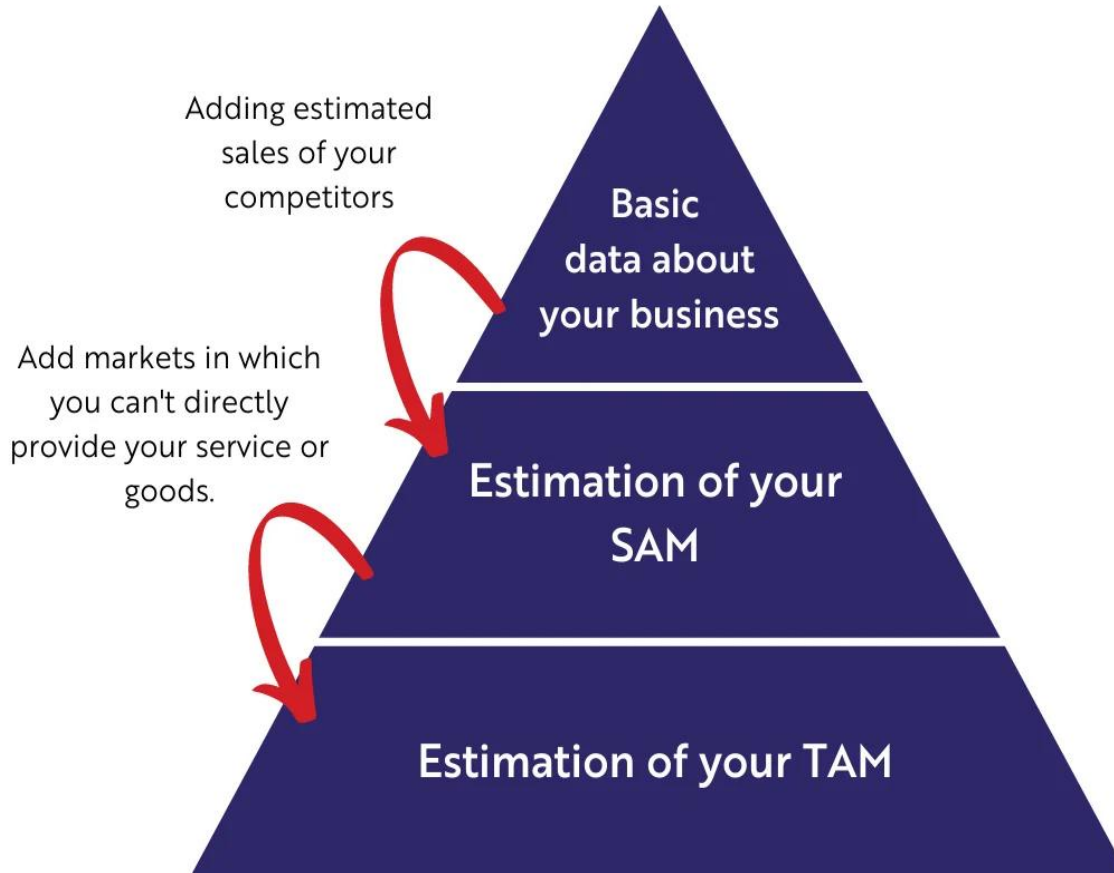 Adding estimated
sales of your
competitors
Basic
data about
your business
Add markets in which
you can't directly
provide your service or
goods.
Estimation of your
SAM
Estimation of your TAM